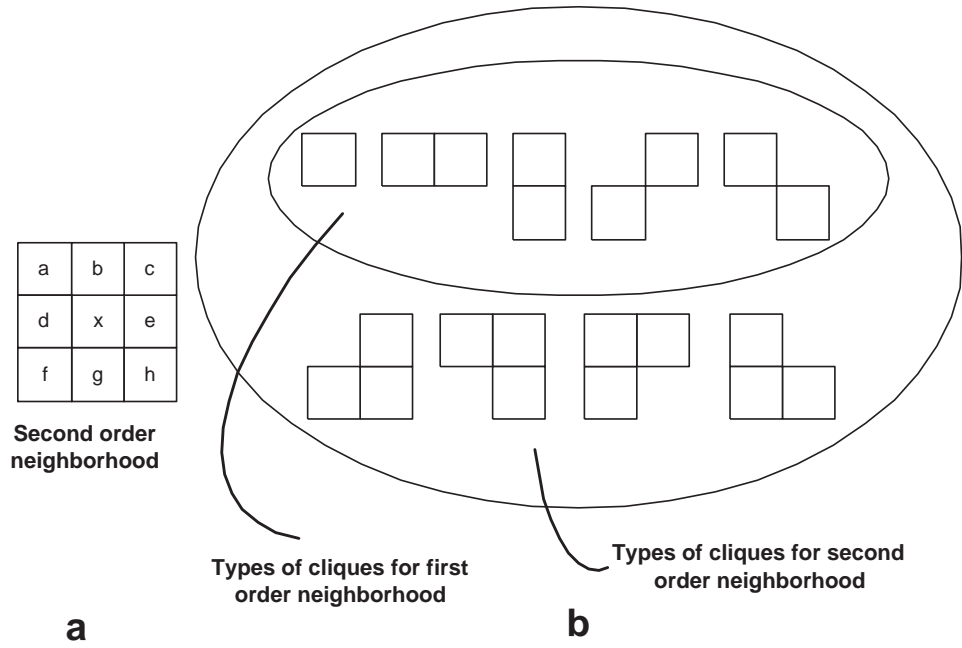 a b c
d x e
f g h
Second order
neighborhood
Types of cliques for first
order neighborhood
Types of cliques for second
order neighborhood
a
b